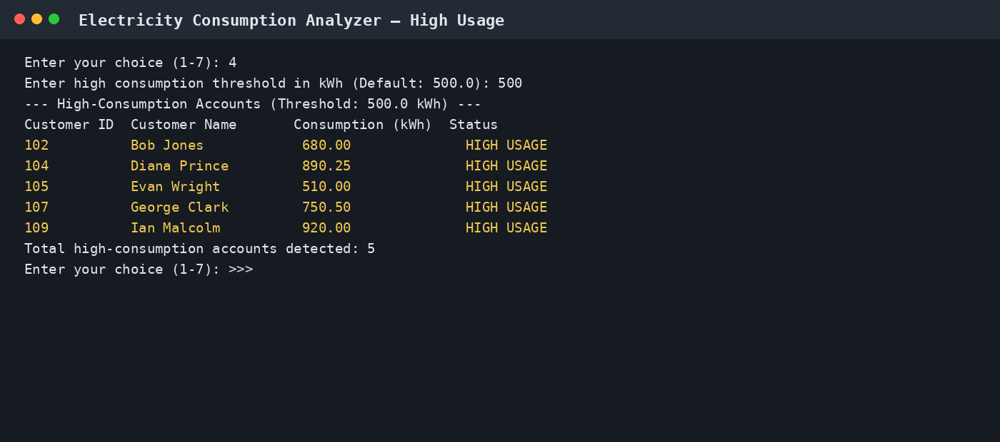 Electricity Consumption Analyzer — High Usage
Enter your choice (1-7): 4
Enter high consumption threshold in kWh (Default: 500.0): 500
--- High-Consumption Accounts (Threshold: 500.0 kWh) ---
Customer ID  Customer Name       Consumption (kWh)  Status
102          Bob Jones            680.00              HIGH USAGE
104          Diana Prince         890.25              HIGH USAGE
105          Evan Wright          510.00              HIGH USAGE
107          George Clark         750.50              HIGH USAGE
109          Ian Malcolm          920.00              HIGH USAGE
Total high-consumption accounts detected: 5
Enter your choice (1-7): >>>